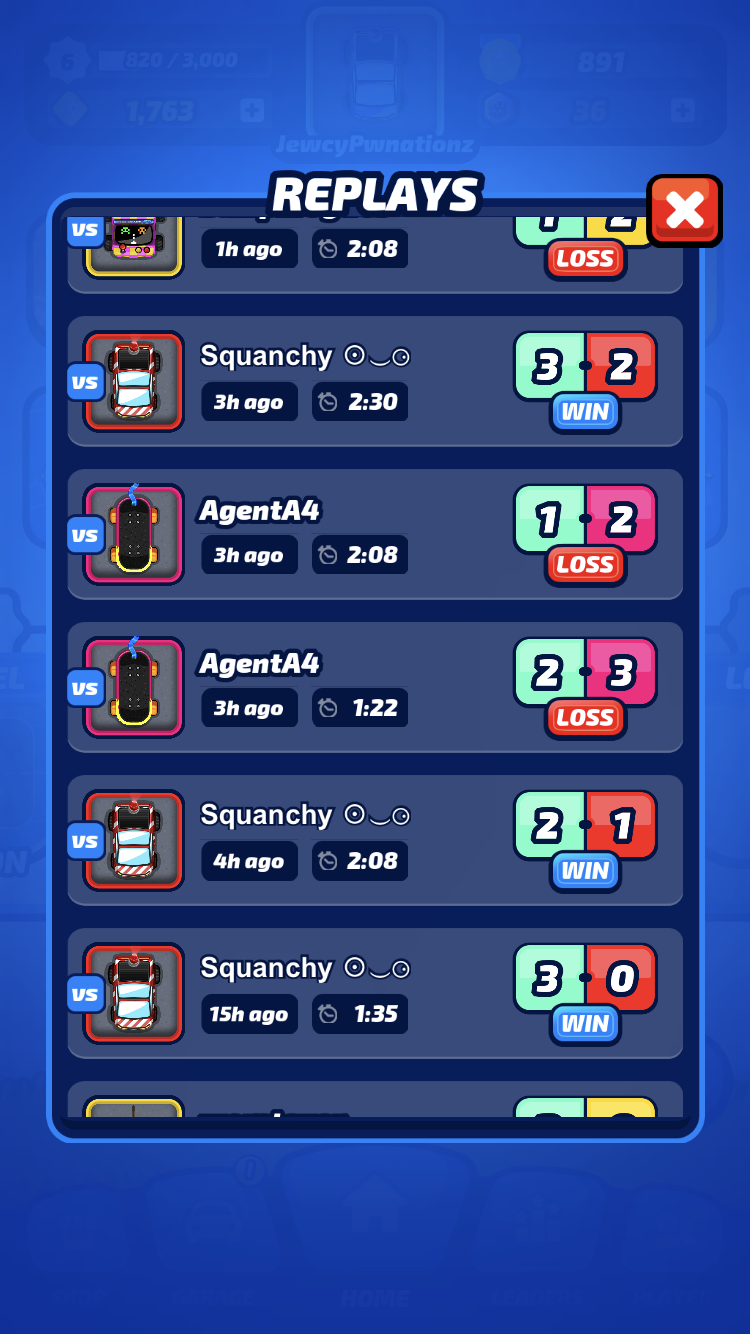 6
820 / 3,000
891
1,763
36
JewcyPwnationz
REPLAYS
VS
1h ago
2:08
LOSS
VS
Squanchy ☉‿⊙
3h ago
2:30
3 - 2
WIN
VS
AgentA4
3h ago
2:08
1 - 2
LOSS
VS
AgentA4
3h ago
1:22
2 - 3
LOSS
VS
Squanchy ☉‿⊙
4h ago
2:08
2 - 1
WIN
VS
Squanchy ☉‿⊙
15h ago
1:35
3 - 0
WIN
HOME